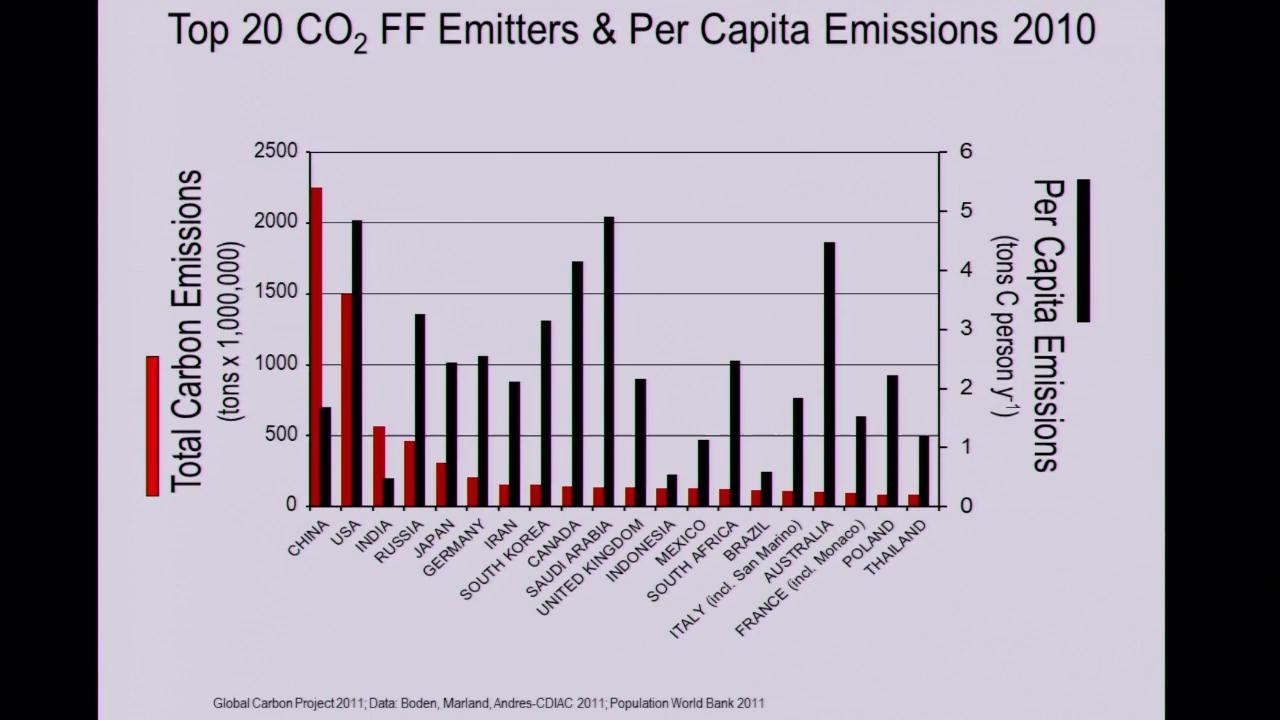 Top 20 CO2 FF Emitters & Per Capita Emissions 2010
Total Carbon Emissions
(tons x 1,000,000)
2500
2000
1500
1000
500
0
6
5
4
3
2
1
0
Per Capita Emissions
(tons C person y-1)
CHINA
USA
INDIA
RUSSIA
JAPAN
GERMANY
IRAN
SOUTH KOREA
CANADA
SAUDI ARABIA
UNITED KINGDOM
INDONESIA
MEXICO
SOUTH AFRICA
BRAZIL
ITALY (incl. San Marino)
AUSTRALIA
FRANCE (incl. Monaco)
POLAND
THAILAND
Global Carbon Project 2011; Data: Boden, Marland, Andres-CDIAC 2011; Population World Bank 2011